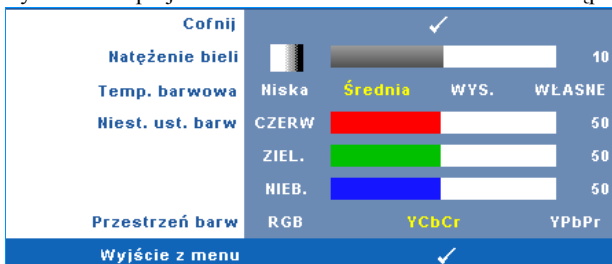 Cofnij
Natężenie bieli 10
Temp. barwowa Niska Średnia WYS. WŁASNE
Niest. ust. barw CZERW 50
ZIEL. 50
NIEB. 50
Przestrzeń barw RGB YCbCr YPbPr
Wyjście z menu